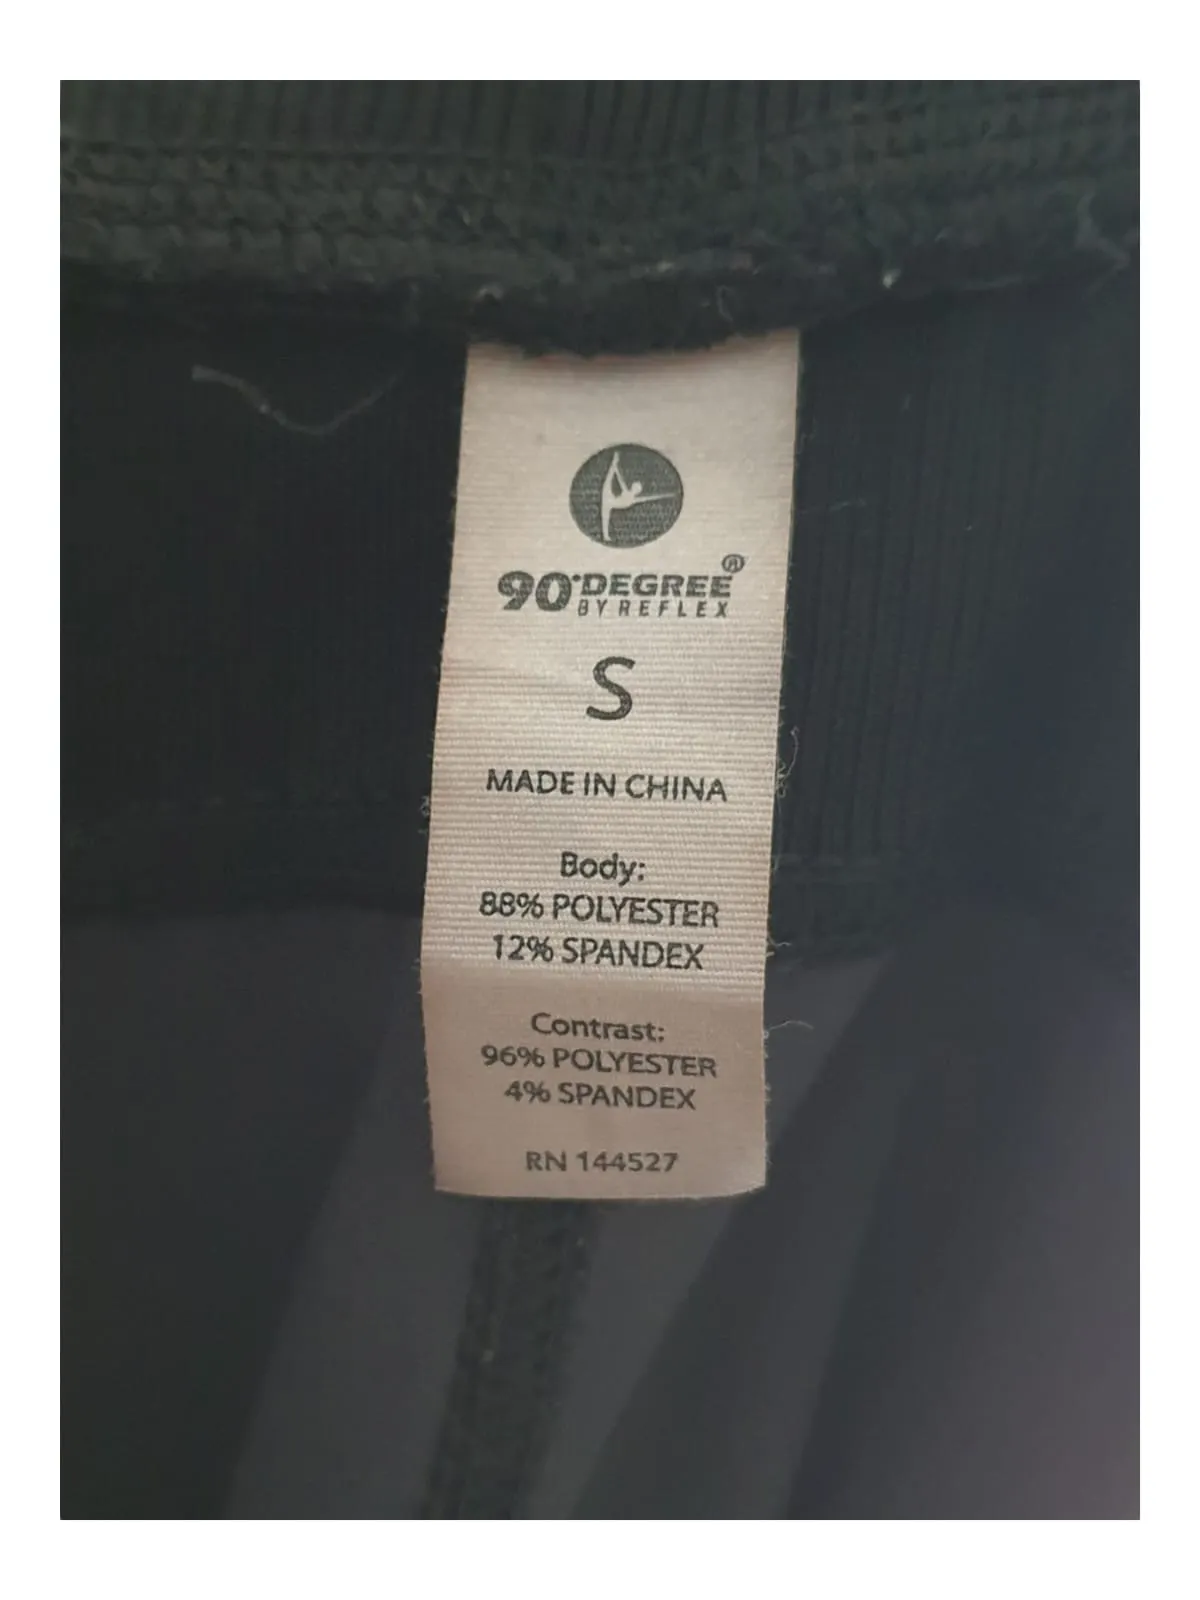 90°DEGREE®
BY REFLEX
S
MADE IN CHINA
Body:
88% POLYESTER
12% SPANDEX
Contrast:
96% POLYESTER
4% SPANDEX
RN 144527